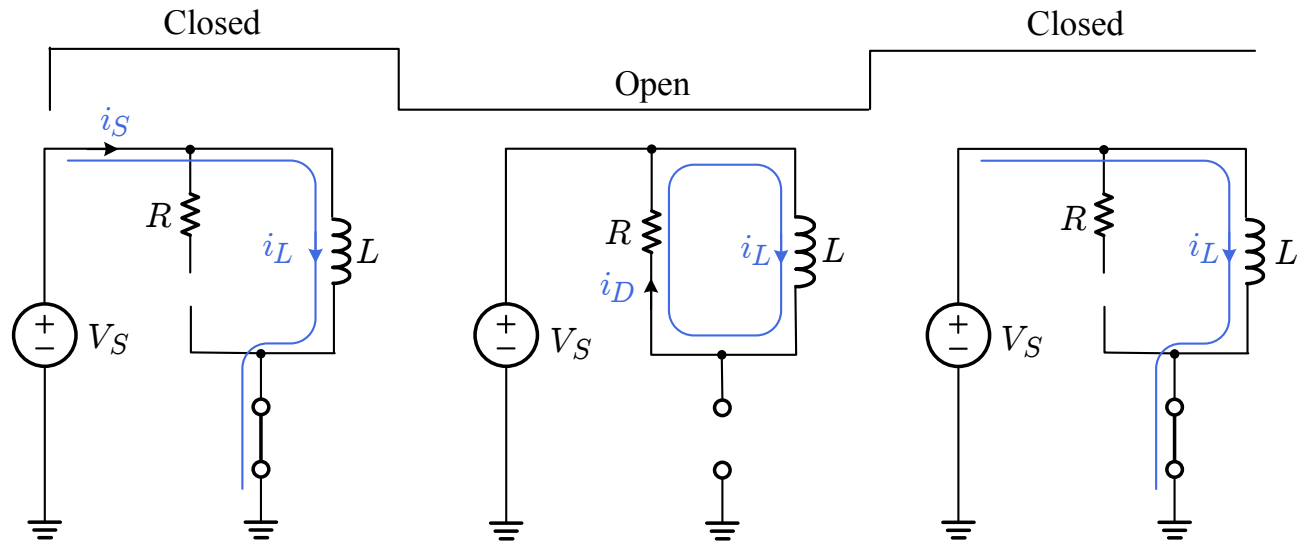 Closed
Open
Closed
i_S
R
i_L
L
V_S
+
−
R
i_D
i_L
L
V_S
+
−
R
i_L
L
V_S
+
−